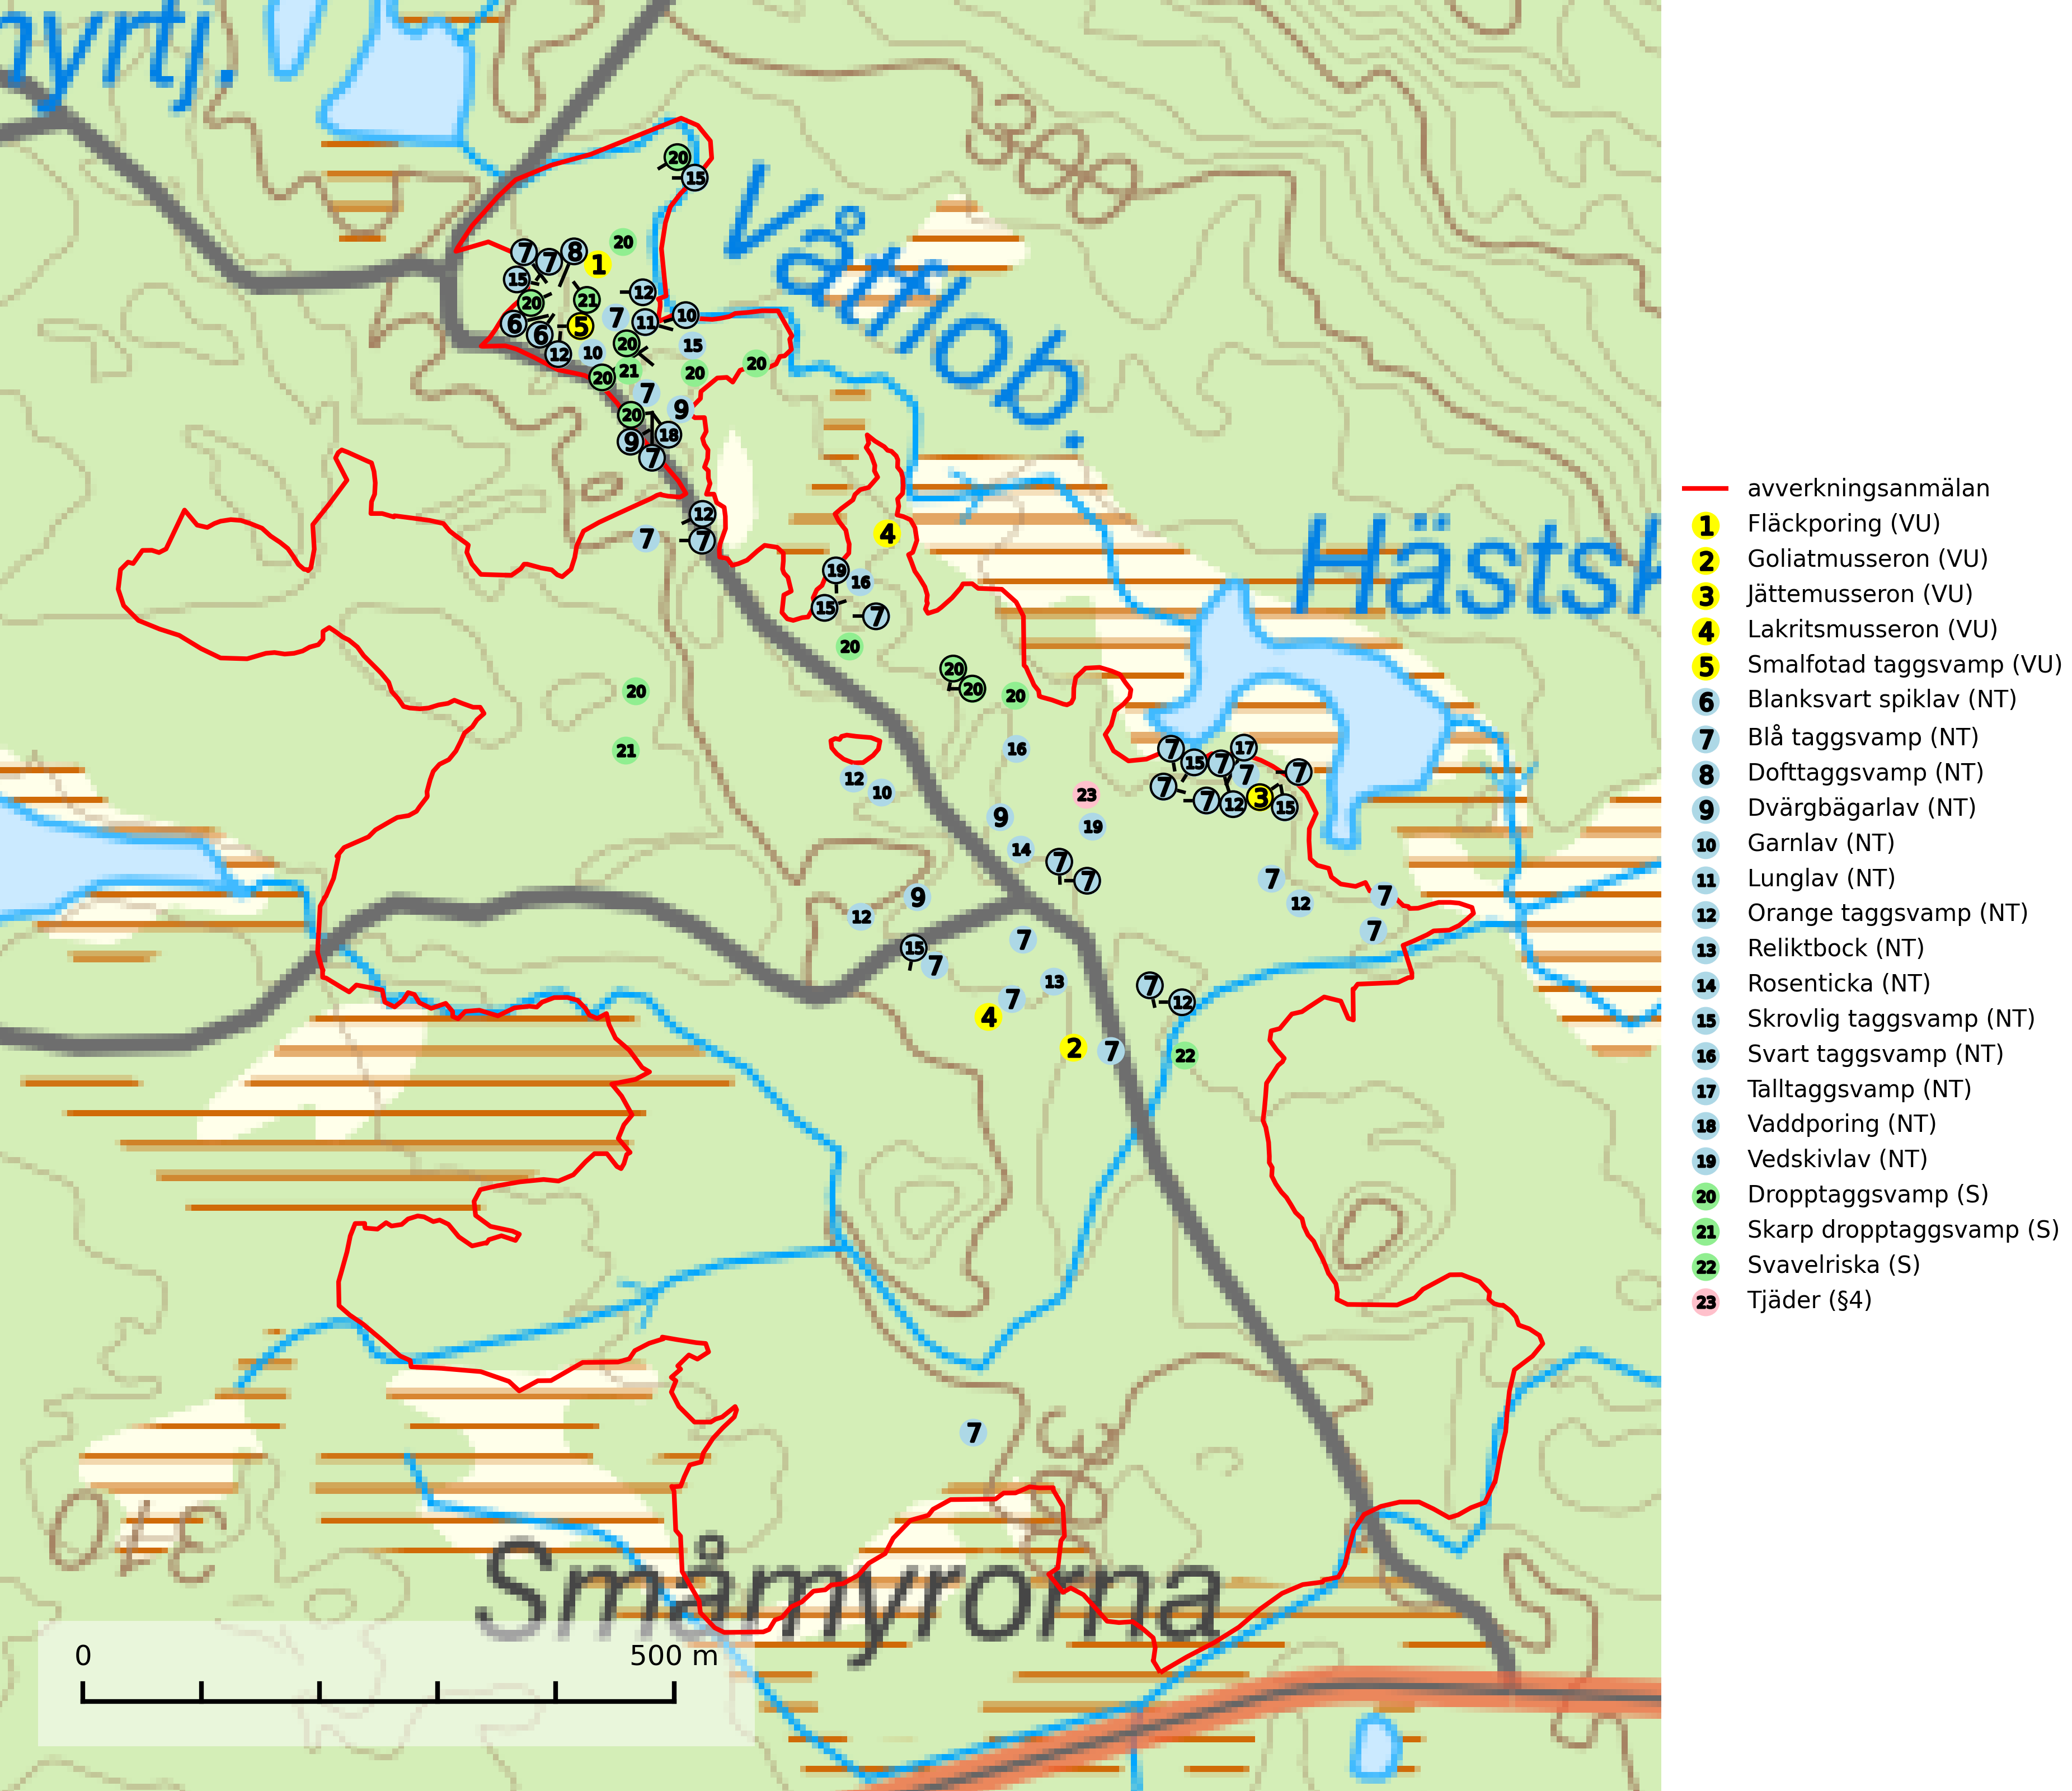 myrtj.
300
Våtflob.
Hästsk
310
Småmyrorna
0 500 m
avverkningsanmälan
1 Fläckporing (VU)
2 Goliatmusseron (VU)
3 Jättemusseron (VU)
4 Lakritsmusseron (VU)
5 Smalfotad taggsvamp (VU)
6 Blanksvart spiklav (NT)
7 Blå taggsvamp (NT)
8 Dofttaggsvamp (NT)
9 Dvärgbägarlav (NT)
10 Garnlav (NT)
11 Lunglav (NT)
12 Orange taggsvamp (NT)
13 Reliktbock (NT)
14 Rosenticka (NT)
15 Skrovlig taggsvamp (NT)
16 Svart taggsvamp (NT)
17 Talltaggsvamp (NT)
18 Vaddporing (NT)
19 Vedskivlav (NT)
20 Dropptaggsvamp (S)
21 Skarp dropptaggsvamp (S)
22 Svavelriska (S)
23 Tjäder (§4)